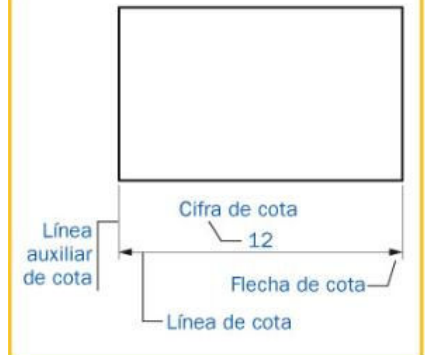 Cifra de cota
12
Línea
auxiliar
de cota
Flecha de cota
Línea de cota